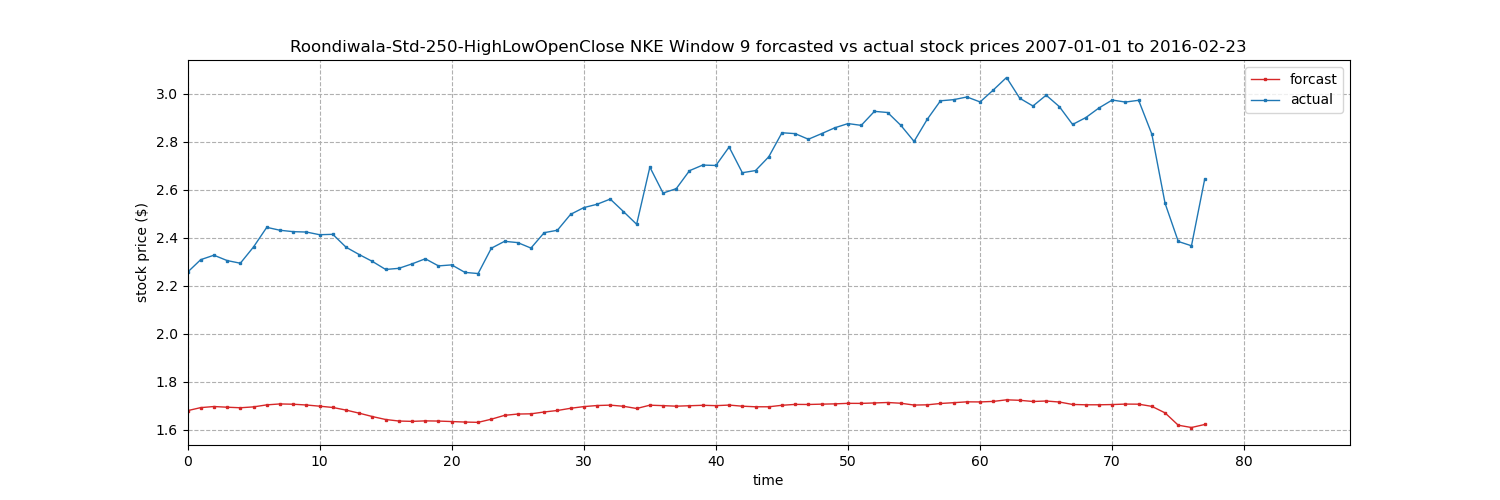 Roondiwala-Std-250-HighLowOpenClose NKE Window 9 forcasted vs actual stock prices 2007-01-01 to 2016-02-23
forcast
actual
3.0
2.8
2.6
2.4
2.2
2.0
1.8
1.6
stock price ($)
0 10 20 30 40 50 60 70 80
time